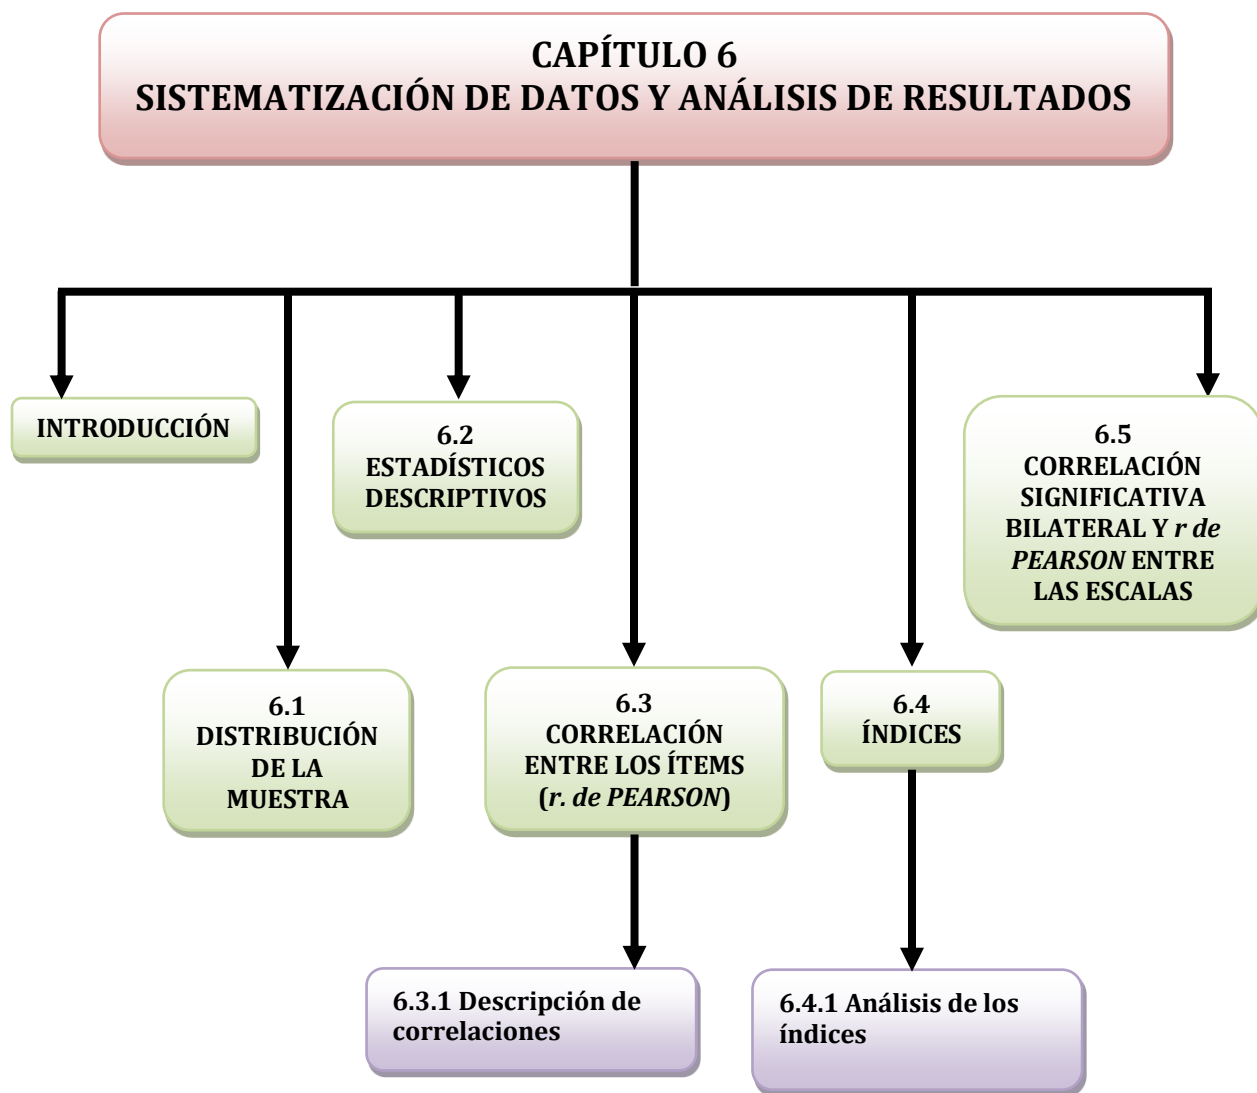 CAPÍTULO 6
SISTEMATIZACIÓN DE DATOS Y ANÁLISIS DE RESULTADOS
INTRODUCCIÓN
6.1
DISTRIBUCIÓN
DE LA
MUESTRA
6.2
ESTADÍSTICOS
DESCRIPTIVOS
6.3
CORRELACIÓN
ENTRE LOS ÍTEMS
(r. de PEARSON)
6.3.1 Descripción de
correlaciones
6.4
ÍNDICES
6.4.1 Análisis de los
índices
6.5
CORRELACIÓN
SIGNIFICATIVA
BILATERAL Y r de
PEARSON ENTRE
LAS ESCALAS